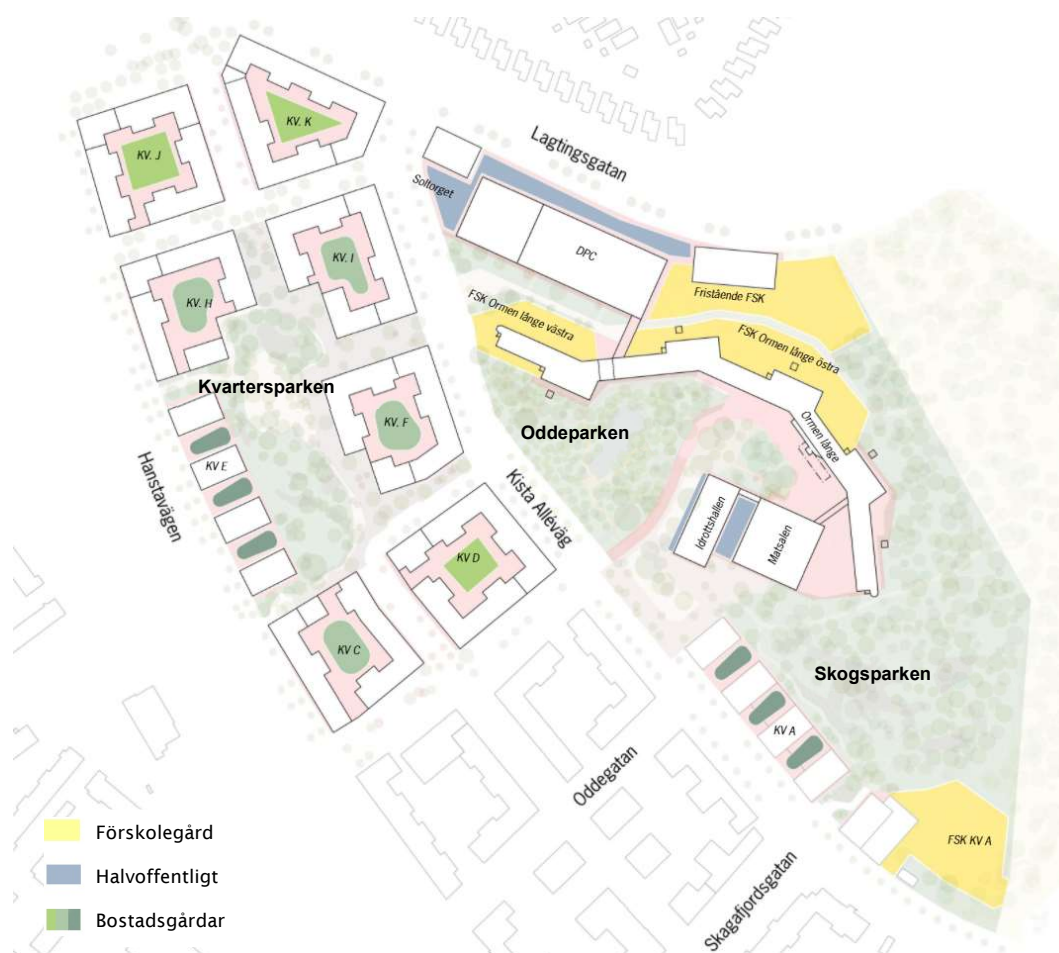 KV. K
KV. J
Lagtingsgatan
Soltorget
KV. I
DPC
KV. H
Fristående FSK
FSK Ormen långe västra
FSK Ormen långe östra
Kvartersparken
KV. F
Oddeparken
Ormen långe
KV E
Hanstavägen
Kista Alléväg
Idrottshallen
Matsalen
KV D
KV C
Skogsparken
KV A
Oddegatan
FSK KV A
Skagafjordsgatan
Förskolegård
Halvoffentligt
Bostadsgårdar